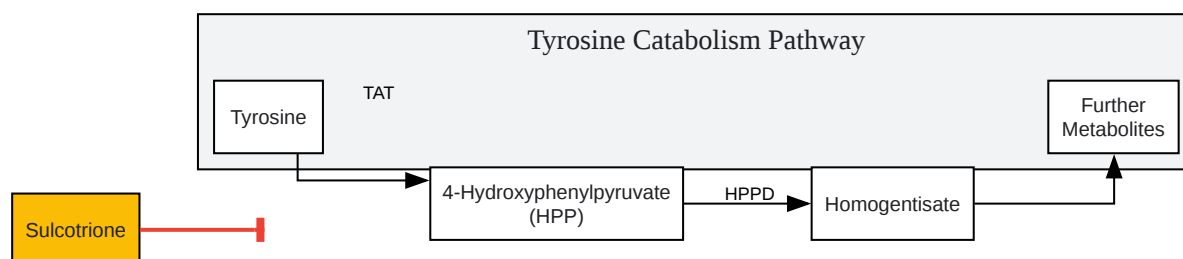 Tyrosine Catabolism Pathway
TAT
Tyrosine
Further
Metabolites
4-Hydroxyphenylpyruvate
(HPP)
HPPD
Homogentisate
Sulcotrione